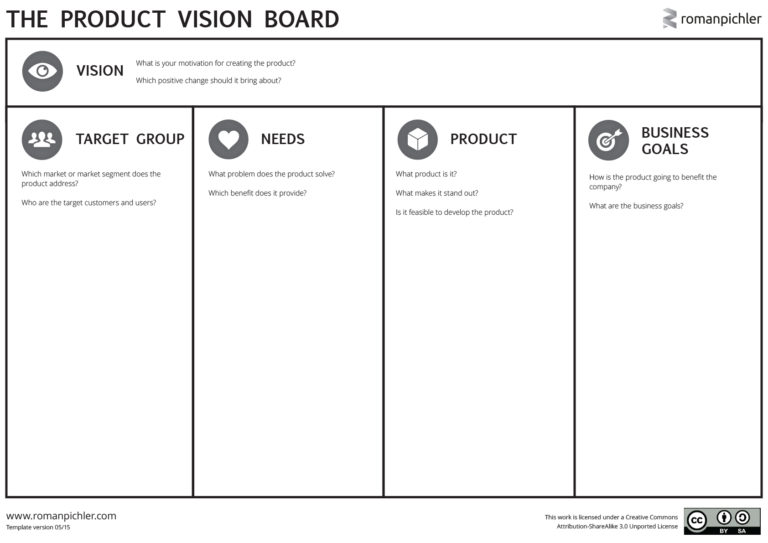 THE PRODUCT VISION BOARD
romanpichler
VISION
What is your motivation for creating the product?
Which positive change should it bring about?
TARGET GROUP
Which market or market segment does the
product address?
Who are the target customers and users?
NEEDS
What problem does the product solve?
Which benefit does it provide?
PRODUCT
What product is it?
What makes it stand out?
Is it feasible to develop the product?
BUSINESS
GOALS
How is the product going to benefit the
company?
What are the business goals?
www.romanpichler.com
Template version 05/15
This work is licensed under a Creative Commons
Attribution-ShareAlike 3.0 Unported License
cc
BY SA